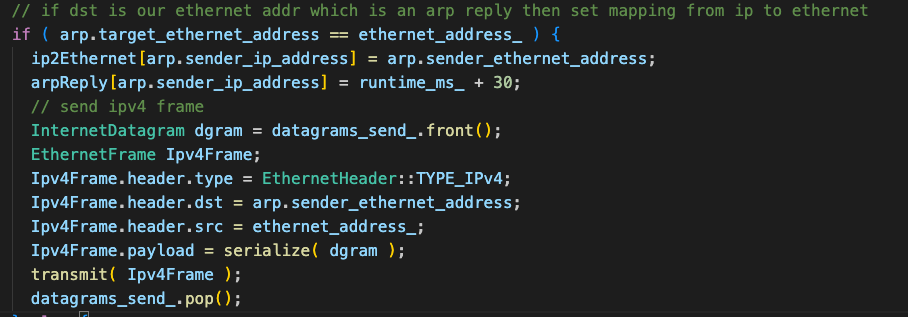 // if dst is our ethernet addr which is an arp reply then set mapping from ip to ethernet
if ( arp.target_ethernet_address == ethernet_address_ ) {
ip2Ethernet[arp.sender_ip_address] = arp.sender_ethernet_address;
arpReply[arp.sender_ip_address] = runtime_ms_ + 30;
// send ipv4 frame
InternetDatagram dgram = datagrams_send_.front();
EthernetFrame Ipv4Frame;
Ipv4Frame.header.type = EthernetHeader::TYPE_IPv4;
Ipv4Frame.header.dst = arp.sender_ethernet_address;
Ipv4Frame.header.src = ethernet_address_;
Ipv4Frame.payload = serialize( dgram );
transmit( Ipv4Frame );
datagrams_send_.pop();